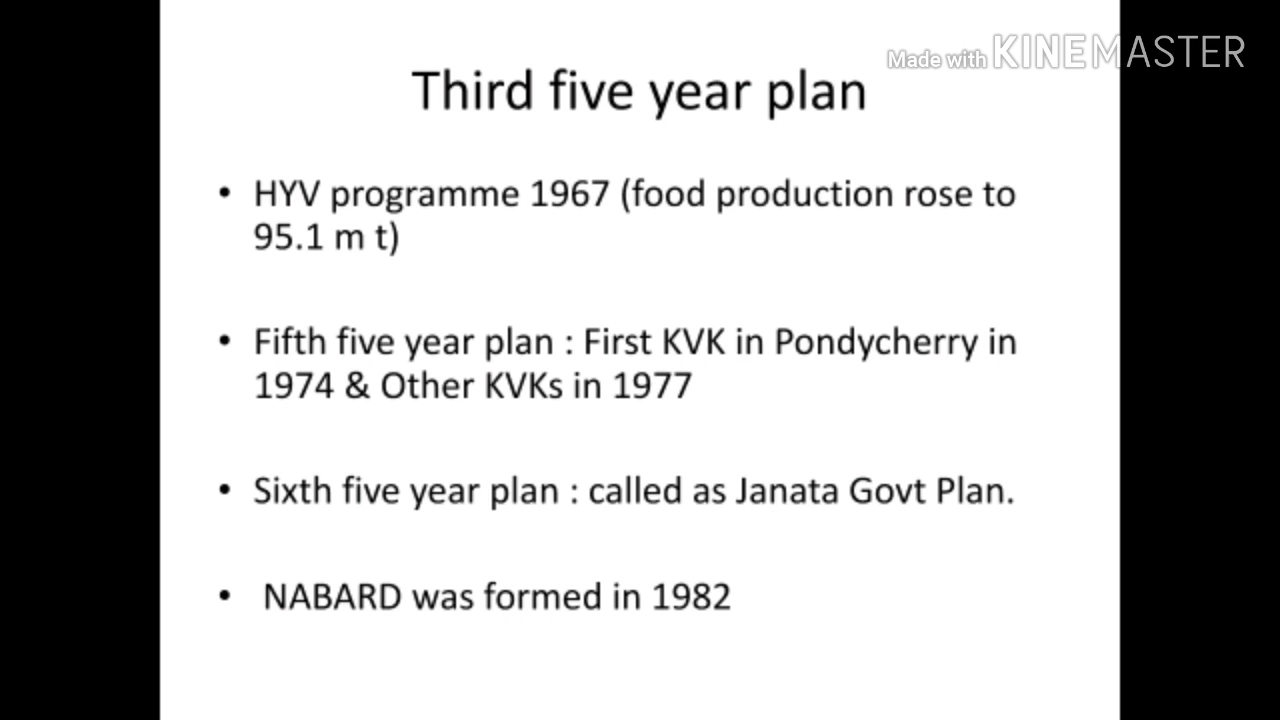 Made with KINEMASTER
Third five year plan
• HYV programme 1967 (food production rose to
95.1 m t)
• Fifth five year plan : First KVK in Pondycherry in
1974 & Other KVKs in 1977
• Sixth five year plan : called as Janata Govt Plan.
• NABARD was formed in 1982